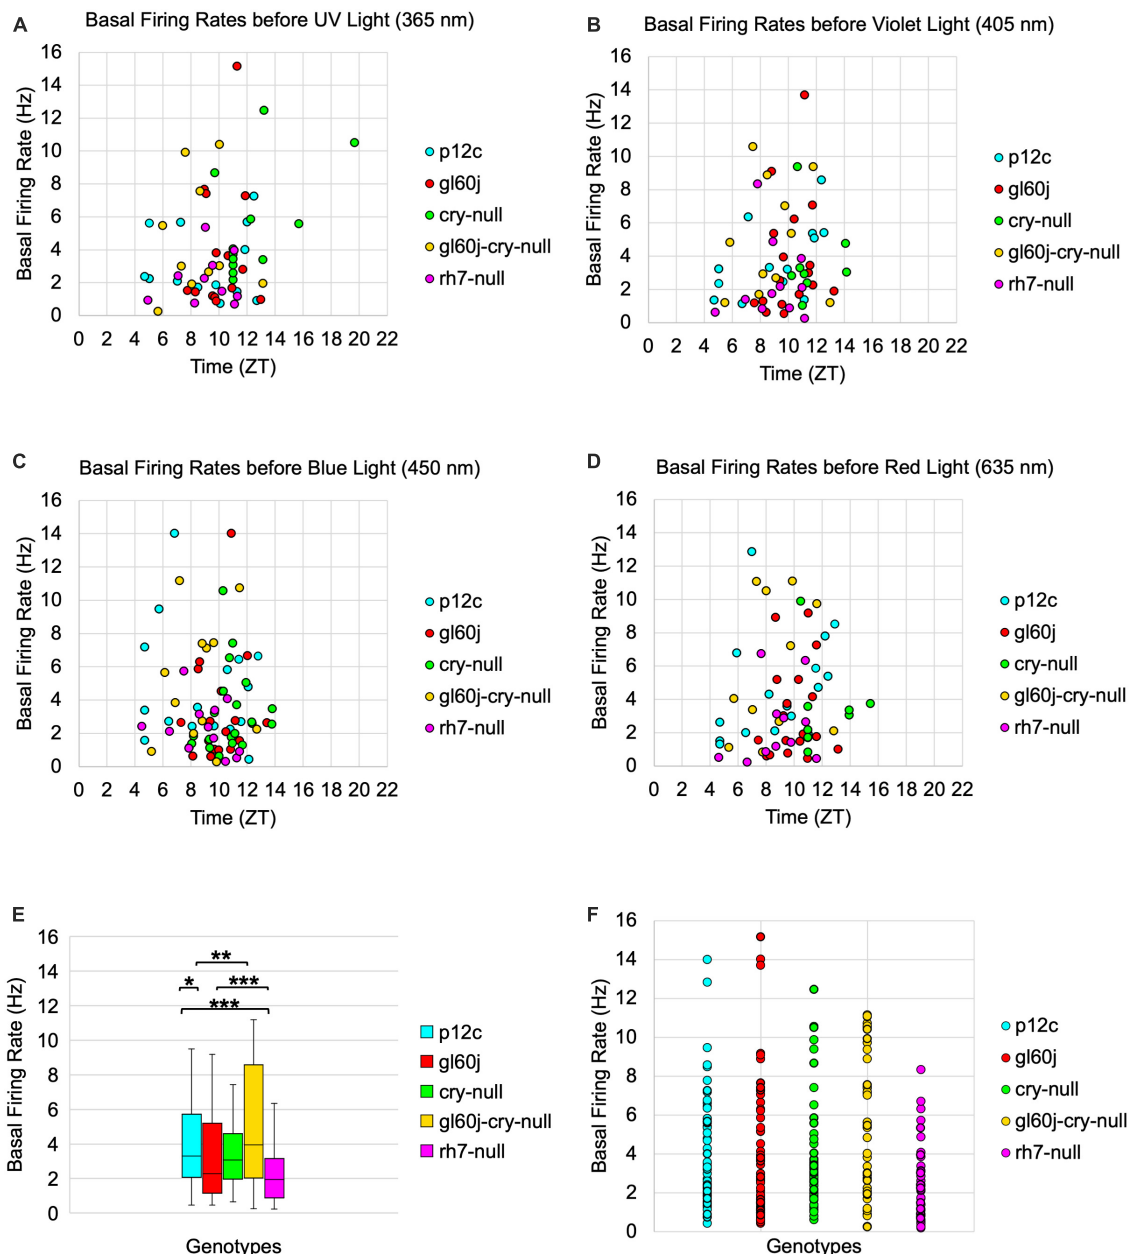 A
Basal Firing Rates before UV Light (365 nm)
Basal Firing Rate (Hz)
16
14
12
10
8
6
4
2
0
0 2 4 6 8 10 12 14 16 18 20 22
Time (ZT)
p12c
gl60j
cry-null
gl60j-cry-null
rh7-null
B
Basal Firing Rates before Violet Light (405 nm)
Basal Firing Rate (Hz)
16
14
12
10
8
6
4
2
0
0 2 4 6 8 10 12 14 16 18 20 22
Time (ZT)
p12c
gl60j
cry-null
gl60j-cry-null
rh7-null
C
Basal Firing Rates before Blue Light (450 nm)
Basal Firing Rate (Hz)
16
14
12
10
8
6
4
2
0
0 2 4 6 8 10 12 14 16 18 20 22
Time (ZT)
p12c
gl60j
cry-null
gl60j-cry-null
rh7-null
D
Basal Firing Rates before Red Light (635 nm)
Basal Firing Rate (Hz)
16
14
12
10
8
6
4
2
0
0 2 4 6 8 10 12 14 16 18 20 22
Time (ZT)
p12c
gl60j
cry-null
gl60j-cry-null
rh7-null
E
Basal Firing Rate (Hz)
16
14
12
10
8
6
4
2
0
**
*
***
***
Genotypes
p12c
gl60j
cry-null
gl60j-cry-null
rh7-null
F
Basal Firing Rate (Hz)
16
14
12
10
8
6
4
2
0
Genotypes
p12c
gl60j
cry-null
gl60j-cry-null
rh7-null